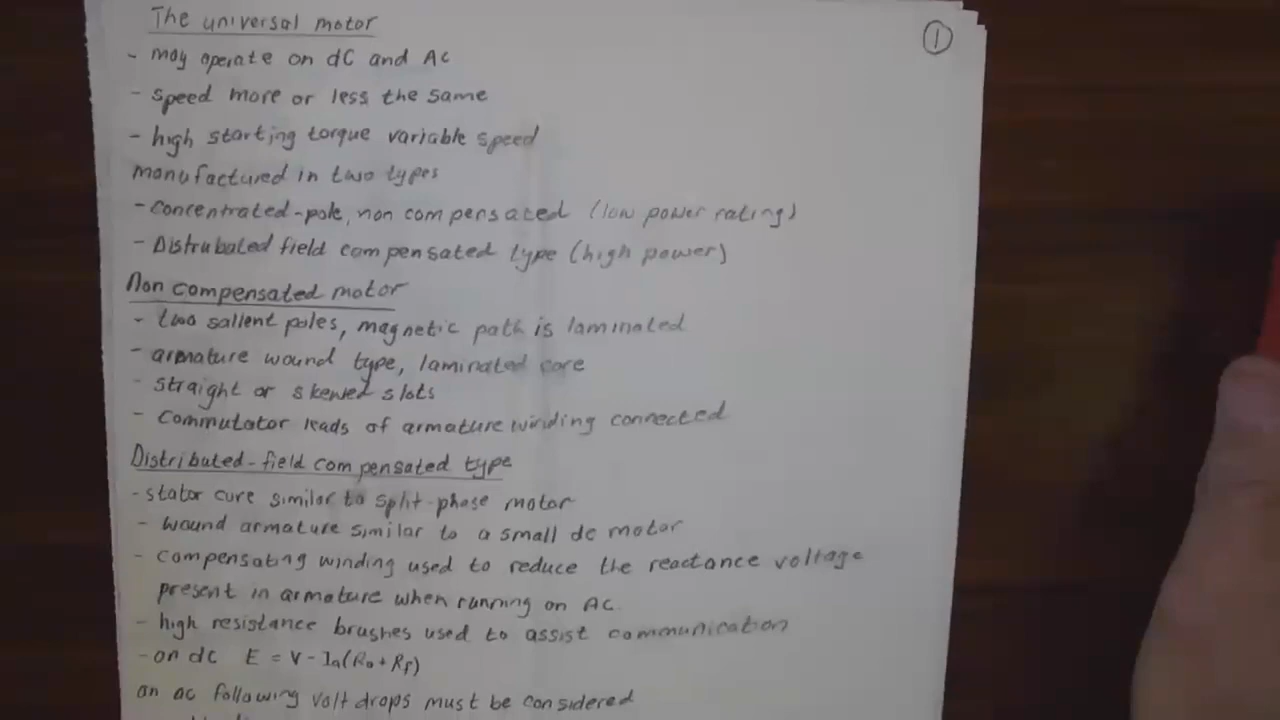 The universal motor
①
- may operate on dC and AC
- speed more or less the same
- high starting torque variable speed
manufactured in two types
- concentrated-pole, non compensated (low power rating)
- Distrubated field compensated type (high power)
Non compensated motor
- two salient poles, magnetic path is laminated
- armature wound type, laminated core
- straight or skewed slots
- commutator leads of armature winding connected
Distributed-field compensated type
- stator core similar to split-phase motor
- wound armature similar to a small dc motor
- compensating winding used to reduce the reactance voltage
present in armature when running on AC.
- high resistance brushes used to assist communication
- on dc E = V - Ia(Ra + Rf)
on ac following volt drops must be considered